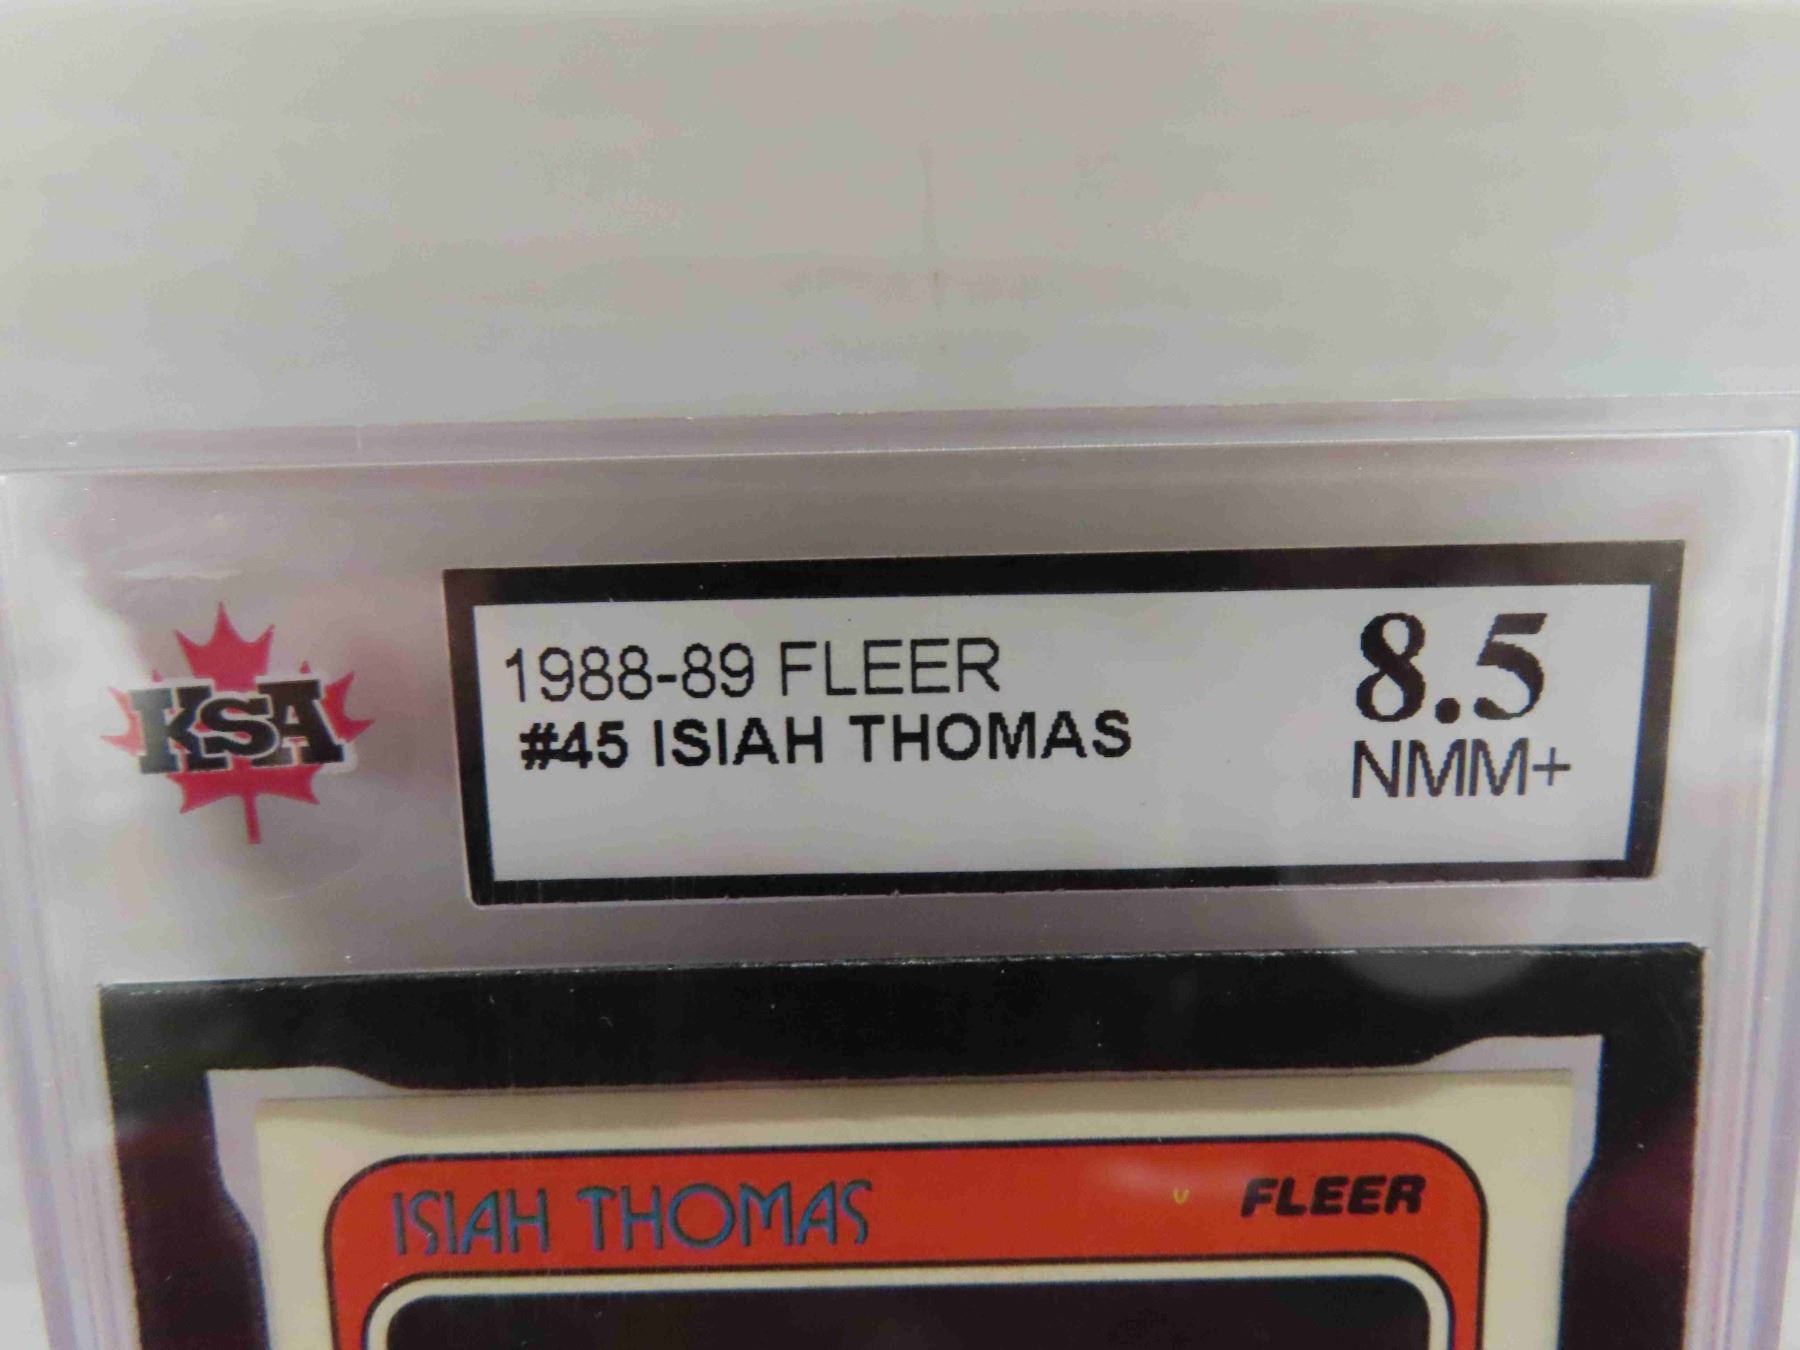 KSA
1988-89 FLEER
#45 ISIAH THOMAS
8.5
NMM+
ISIAH THOMAS
FLEER